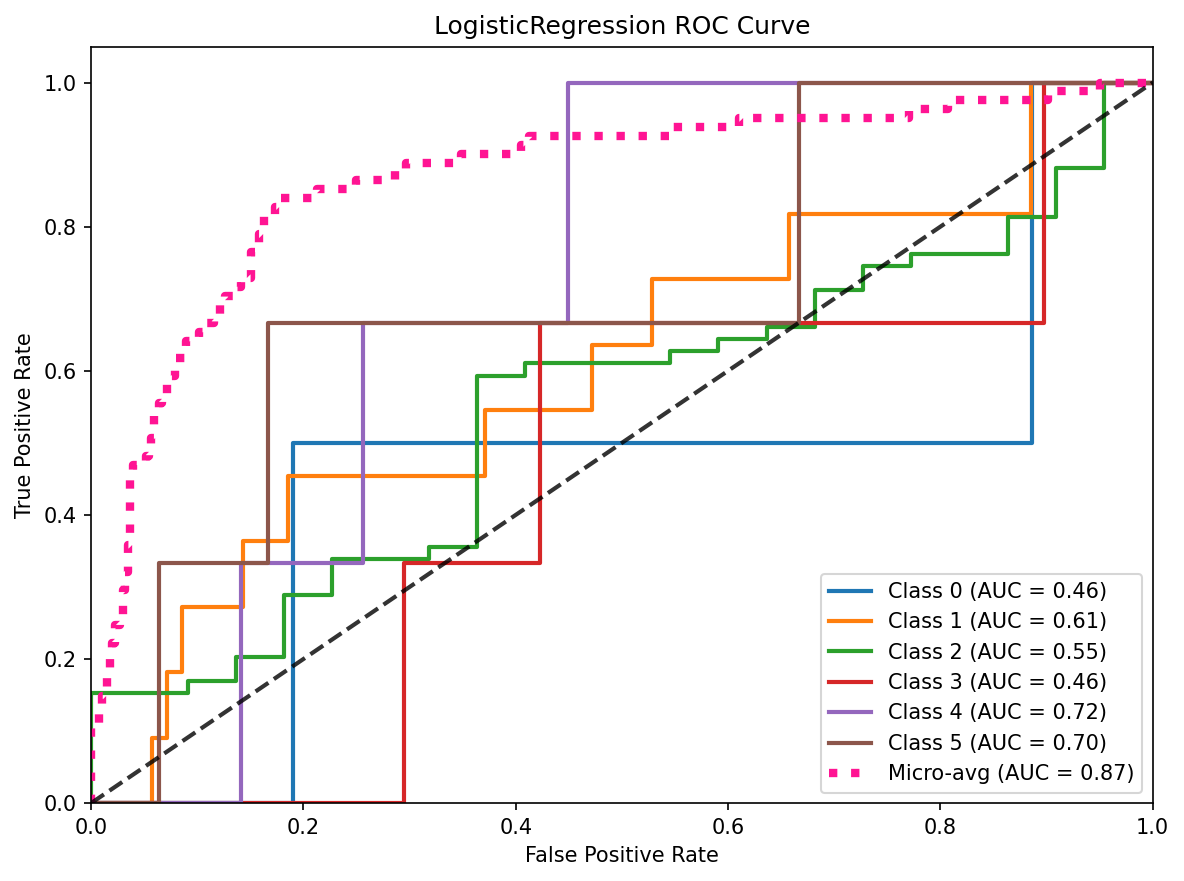 LogisticRegression ROC Curve
True Positive Rate
1.0
0.8
0.6
0.4
0.2
0.0
0.0 0.2 0.4 0.6 0.8 1.0
False Positive Rate
Class 0 (AUC = 0.46)
Class 1 (AUC = 0.61)
Class 2 (AUC = 0.55)
Class 3 (AUC = 0.46)
Class 4 (AUC = 0.72)
Class 5 (AUC = 0.70)
Micro-avg (AUC = 0.87)